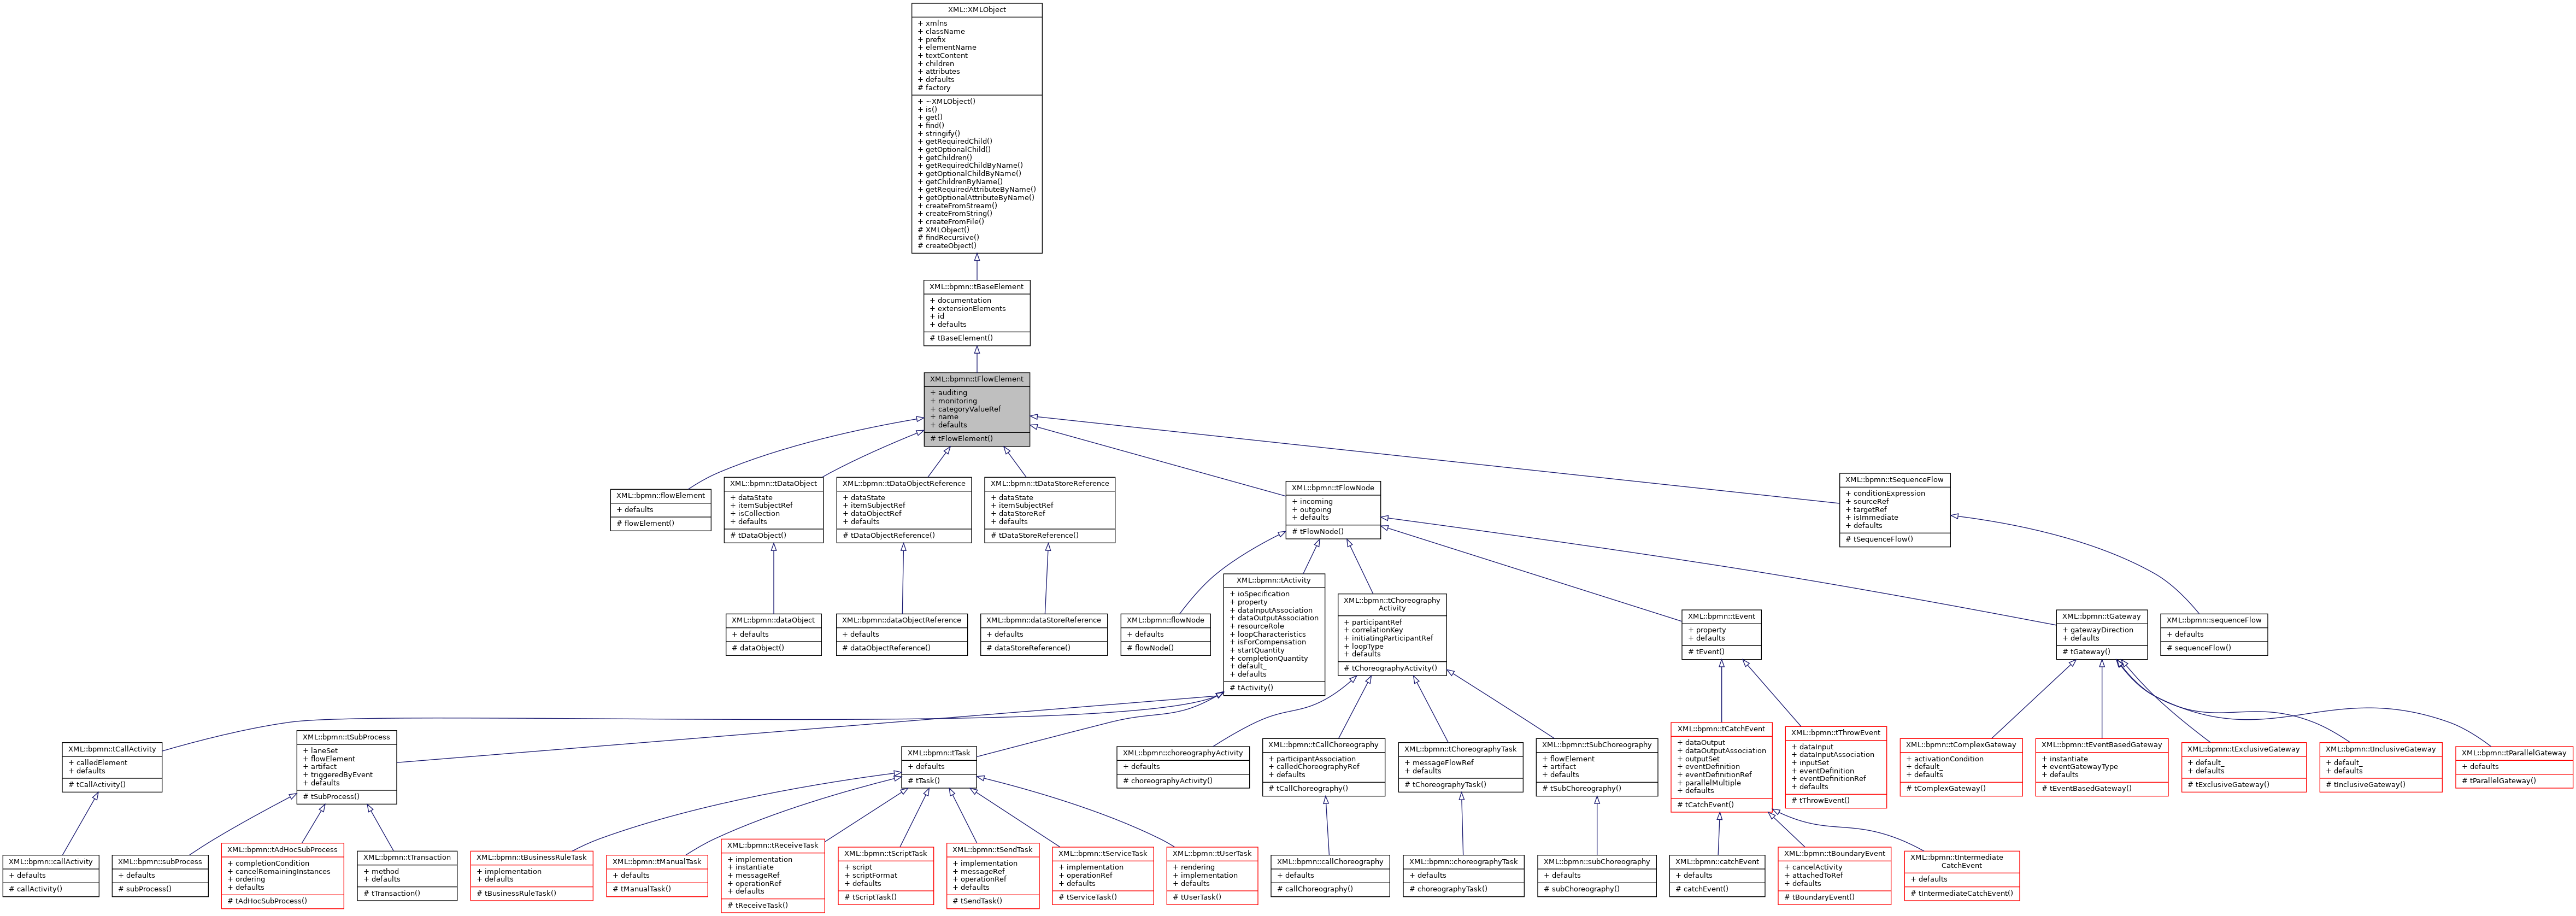 XML::XMLObject
+ xmlns
+ className
+ prefix
+ elementName
+ textContent
+ children
+ attributes
+ defaults
# factory
+ ~XMLObject()
+ is()
+ get()
+ find()
+ stringify()
+ getRequiredChild()
+ getOptionalChild()
+ getChildren()
+ getRequiredChildByName()
+ getOptionalChildByName()
+ getChildrenByName()
+ getRequiredAttributeByName()
+ getOptionalAttributeByName()
+ createFromStream()
+ createFromString()
+ createFromFile()
# XMLObject()
# findRecursive()
# createObject()
XML::bpmn::tBaseElement
+ documentation
+ extensionElements
+ id
+ defaults
# tBaseElement()
XML::bpmn::tFlowElement
+ auditing
+ monitoring
+ categoryValueRef
+ name
+ defaults
# tFlowElement()
XML::bpmn::flowElement
+ defaults
# flowElement()
XML::bpmn::tDataObject
+ dataState
+ itemSubjectRef
+ isCollection
+ defaults
# tDataObject()
XML::bpmn::tDataObjectReference
+ dataState
+ itemSubjectRef
+ dataObjectRef
+ defaults
# tDataObjectReference()
XML::bpmn::tDataStoreReference
+ dataState
+ itemSubjectRef
+ dataStoreRef
+ defaults
# tDataStoreReference()
XML::bpmn::tFlowNode
+ incoming
+ outgoing
+ defaults
# tFlowNode()
XML::bpmn::tSequenceFlow
+ conditionExpression
+ sourceRef
+ targetRef
+ isImmediate
+ defaults
# tSequenceFlow()
XML::bpmn::dataObject
+ defaults
# dataObject()
XML::bpmn::dataObjectReference
+ defaults
# dataObjectReference()
XML::bpmn::dataStoreReference
+ defaults
# dataStoreReference()
XML::bpmn::flowNode
+ defaults
# flowNode()
XML::bpmn::tActivity
+ ioSpecification
+ property
+ dataInputAssociation
+ dataOutputAssociation
+ resourceRole
+ loopCharacteristics
+ isForCompensation
+ startQuantity
+ completionQuantity
+ default_
+ defaults
# tActivity()
XML::bpmn::tChoreography
Activity
+ participantRef
+ correlationKey
+ initiatingParticipantRef
+ loopType
+ defaults
# tChoreographyActivity()
XML::bpmn::tEvent
+ property
+ defaults
# tEvent()
XML::bpmn::tGateway
+ gatewayDirection
+ defaults
# tGateway()
XML::bpmn::sequenceFlow
+ defaults
# sequenceFlow()
XML::bpmn::tCallActivity
+ calledElement
+ defaults
# tCallActivity()
XML::bpmn::tSubProcess
+ laneSet
+ flowElement
+ artifact
+ triggeredByEvent
+ defaults
# tSubProcess()
XML::bpmn::tTask
+ defaults
# tTask()
XML::bpmn::choreographyActivity
+ defaults
# choreographyActivity()
XML::bpmn::tCallChoreography
+ participantAssociation
+ calledChoreographyRef
+ defaults
# tCallChoreography()
XML::bpmn::tChoreographyTask
+ messageFlowRef
+ defaults
# tChoreographyTask()
XML::bpmn::tSubChoreography
+ flowElement
+ artifact
+ defaults
# tSubChoreography()
XML::bpmn::tCatchEvent
+ dataOutput
+ dataOutputAssociation
+ outputSet
+ eventDefinition
+ eventDefinitionRef
+ parallelMultiple
+ defaults
# tCatchEvent()
XML::bpmn::tThrowEvent
+ dataInput
+ dataInputAssociation
+ inputSet
+ eventDefinition
+ eventDefinitionRef
+ defaults
# tThrowEvent()
XML::bpmn::tComplexGateway
+ activationCondition
+ default_
+ defaults
# tComplexGateway()
XML::bpmn::tEventBasedGateway
+ instantiate
+ eventGatewayType
+ defaults
# tEventBasedGateway()
XML::bpmn::tExclusiveGateway
+ default_
+ defaults
# tExclusiveGateway()
XML::bpmn::tInclusiveGateway
+ default_
+ defaults
# tInclusiveGateway()
XML::bpmn::tParallelGateway
+ defaults
# tParallelGateway()
XML::bpmn::callActivity
+ defaults
# callActivity()
XML::bpmn::subProcess
+ defaults
# subProcess()
XML::bpmn::tAdHocSubProcess
+ completionCondition
+ cancelRemainingInstances
+ ordering
+ defaults
# tAdHocSubProcess()
XML::bpmn::tTransaction
+ method
+ defaults
# tTransaction()
XML::bpmn::tBusinessRuleTask
+ implementation
+ defaults
# tBusinessRuleTask()
XML::bpmn::tManualTask
+ defaults
# tManualTask()
XML::bpmn::tReceiveTask
+ implementation
+ instantiate
+ messageRef
+ operationRef
+ defaults
# tReceiveTask()
XML::bpmn::tScriptTask
+ script
+ scriptFormat
+ defaults
# tScriptTask()
XML::bpmn::tSendTask
+ implementation
+ messageRef
+ operationRef
+ defaults
# tSendTask()
XML::bpmn::tServiceTask
+ implementation
+ operationRef
+ defaults
# tServiceTask()
XML::bpmn::tUserTask
+ rendering
+ implementation
+ defaults
# tUserTask()
XML::bpmn::callChoreography
+ defaults
# callChoreography()
XML::bpmn::choreographyTask
+ defaults
# choreographyTask()
XML::bpmn::subChoreography
+ defaults
# subChoreography()
XML::bpmn::catchEvent
+ defaults
# catchEvent()
XML::bpmn::tBoundaryEvent
+ cancelActivity
+ attachedToRef
+ defaults
# tBoundaryEvent()
XML::bpmn::tIntermediate
CatchEvent
+ defaults
# tIntermediateCatchEvent()